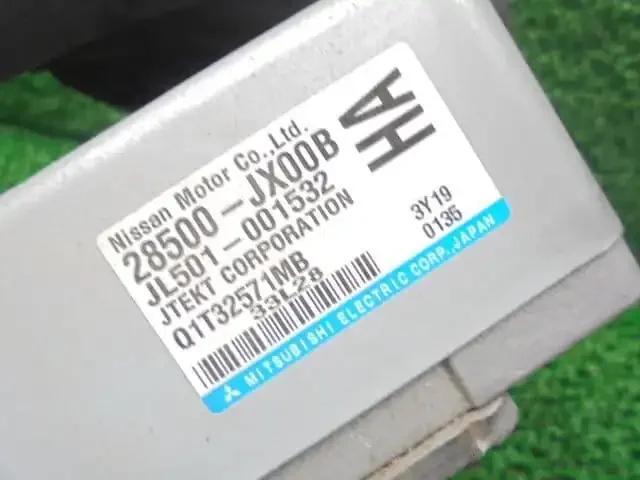 Nissan Motor Co.,Ltd.
28500-JX00B
HA
JL501-001532
JTEKT CORPORATION
Q1T32571MB
3Y19
0135
33L28
MITSUBISHI ELECTRIC CORP.,JAPAN